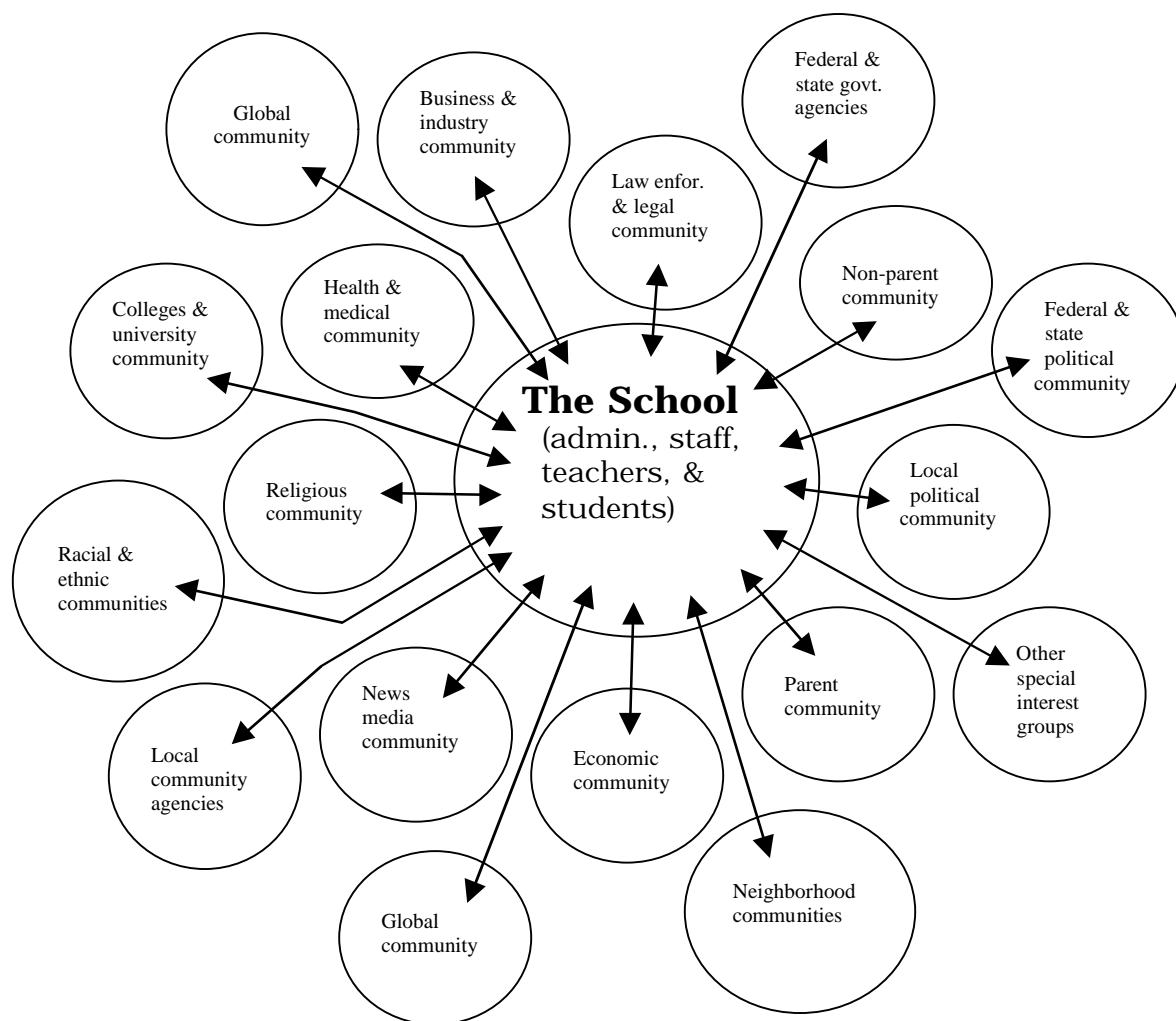 Global
community
Business &
industry
community
Federal &
state govt.
agencies
Law enfor.
& legal
community
Non-parent
community
Federal &
state
political
community
Colleges &
university
community
Health &
medical
community
The School
(admin., staff,
teachers, &
students)
Religious
community
Local
political
community
Racial &
ethnic
communities
News
media
community
Parent
community
Other
special
interest
groups
Local
community
agencies
Economic
community
Global
community
Neighborhood
communities